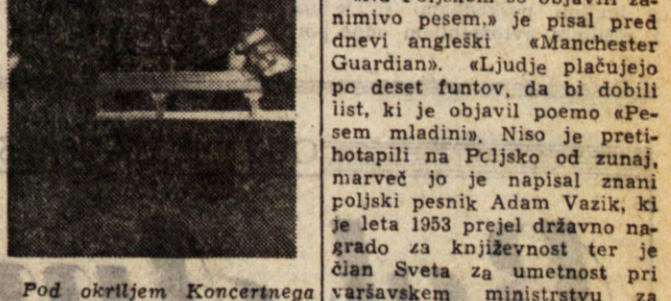 Pod okriljem Koncertnega
nimivo pesem,» je pisal pred
dnevi angleški «Manchester
Guardian». «Ljudje plačujejo
po deset funtov, da bi dobili
list, ki je objavil poemo «Pe-
sem mladini». Niso je preti-
hotapili na Poljsko od zunaj,
marveč jo je napisal znani
poljski pesnik Adam Vazik, ki
je leta 1953 prejel državno na-
grado za književnost ter je
član Sveta za umetnost pri
varšavskem ministrstvu za